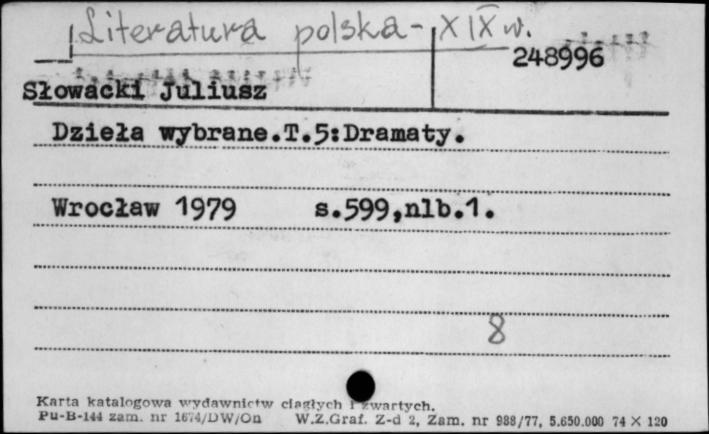 Literatura polska - XIX w.
248996
Słowacki Juliusz
Dzieła wybrane.T.5:Dramaty.
Wrocław 1979 s.599,nlb.1.
8
Karta katalogowa wydawnictw ciągłych i zwartych.
Pu-B-144 zam. nr 1674/DW/On W.Z.Graf. Z-d 2, Zam. nr 988/77, 5.650.000 74 X 120